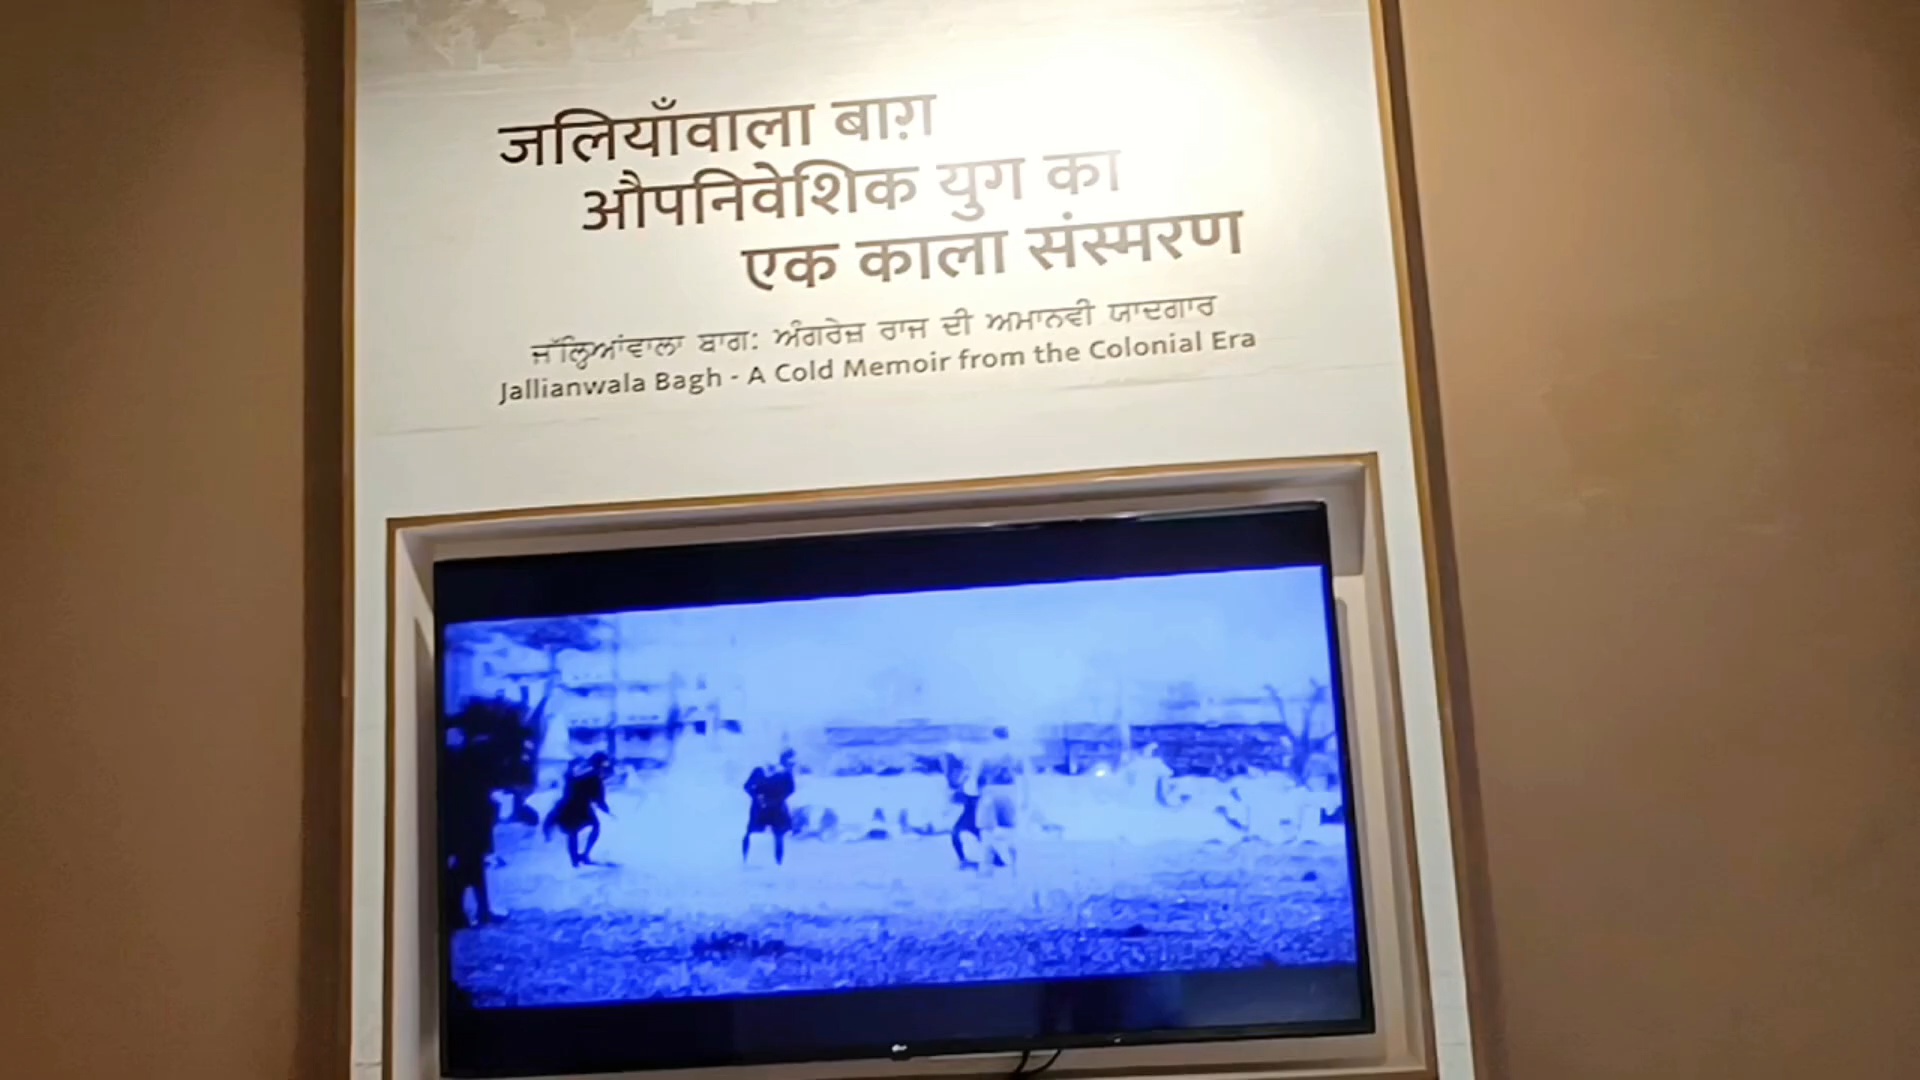 जलियाँवाला बाग़
औपनिवेशिक युग का
एक काला संस्मरण
ਜੱਲ੍ਹਿਆਂਵਾਲਾ ਬਾਗ: ਅੰਗਰੇਜ਼ ਰਾਜ ਦੀ ਅਮਾਨਵੀ ਯਾਦਗਾਰ
Jallianwala Bagh - A Cold Memoir from the Colonial Era